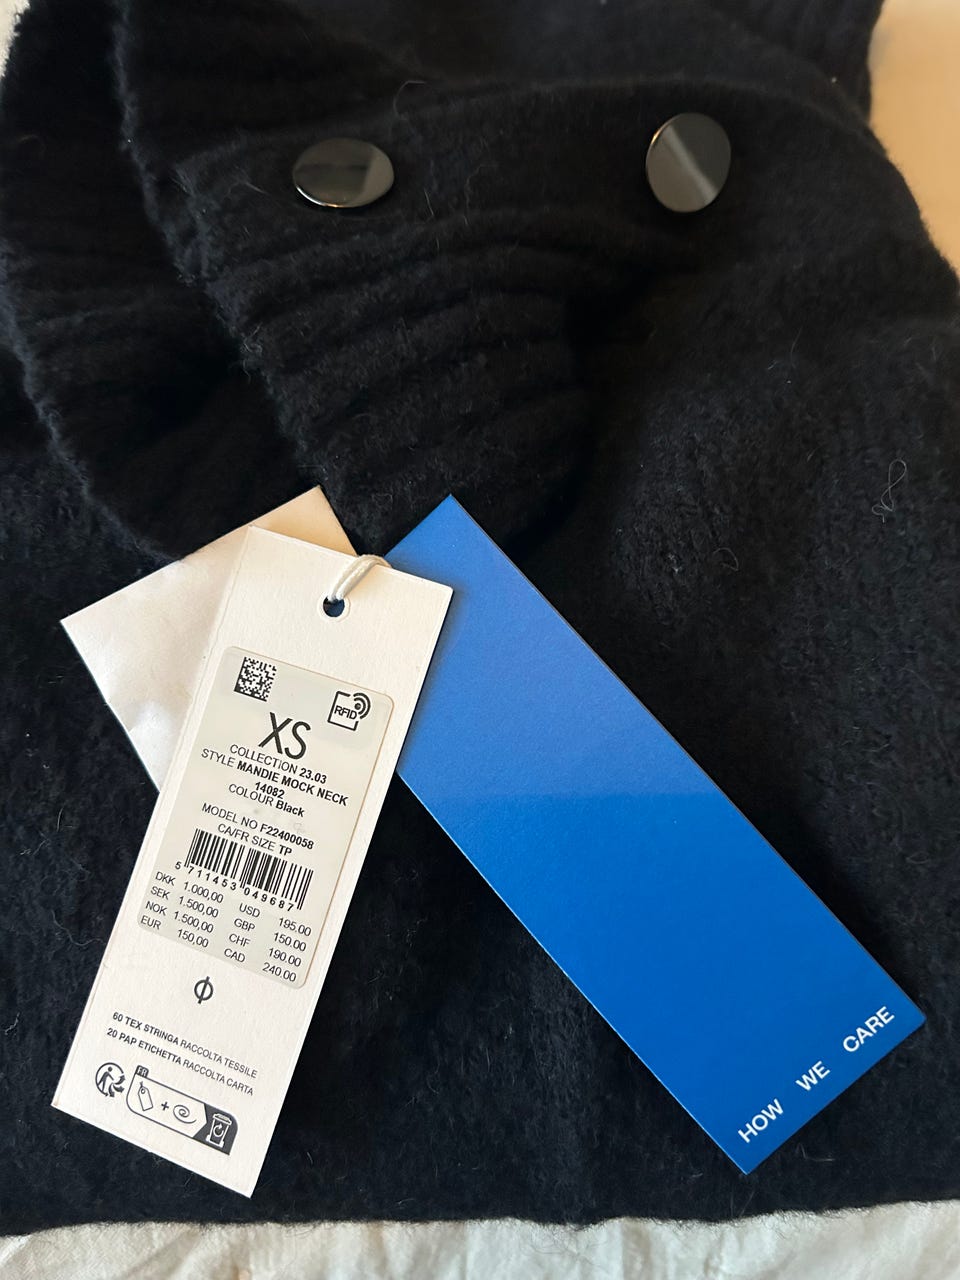 RFID
XS
COLLECTION 23.03
STYLE MANDIE MOCK NECK
14082
COLOUR Black
MODEL NO F22400058
CA/FR SIZE TP
5 711453 049687
DKK 1.000,00 USD 195.00
SEK 1.500,00 GBP 150.00
NOK 1.500,00 CHF 190.00
EUR 150,00 CAD 240.00
60 TEX STRINGA RACCOLTA TESSILE
20 PAP ETICHETTA RACCOLTA CARTA
FR
HOW WE CARE